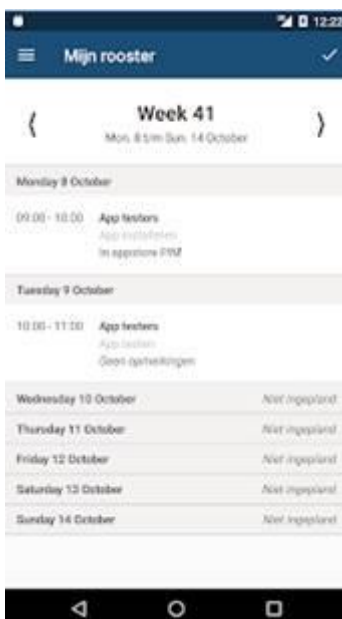 12:22
Mijn rooster
Week 41
Mon. 8 t/m Sun. 14 October
Monday 8 October
09:00 - 10:00 App testers
App installeren
In appstore PIM
Tuesday 9 October
10:00 - 11:00 App testers
App testen
Geen opmerkingen
Wednesday 10 October Niet ingepland
Thursday 11 October Niet ingepland
Friday 12 October Niet ingepland
Saturday 13 October Niet ingepland
Sunday 14 October Niet ingepland